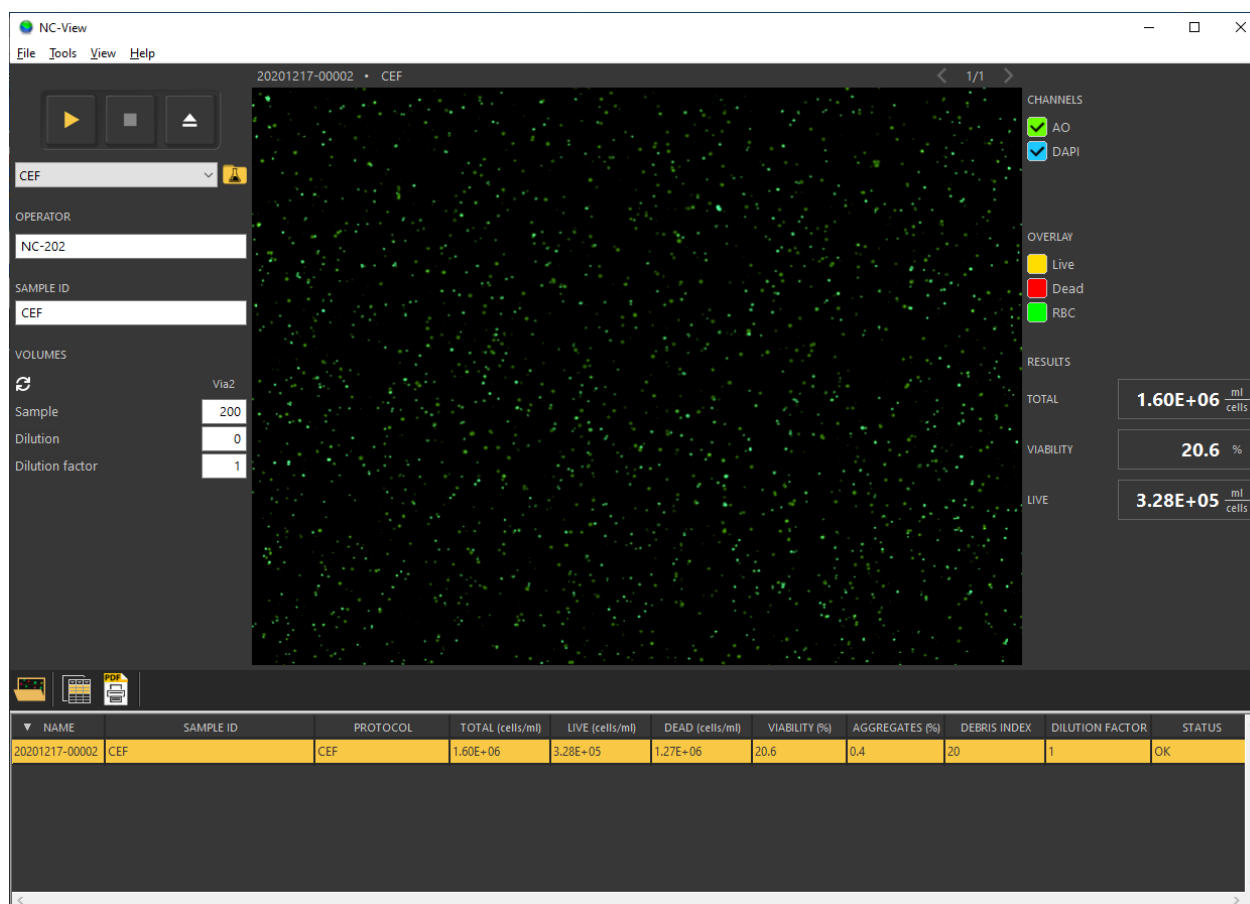 NC-View
File Tools View Help
20201217-00002 • CEF
1/1
CEF
OPERATOR
NC-202
SAMPLE ID
CEF
VOLUMES
Via2
Sample 200
Dilution 0
Dilution factor 1
CHANNELS
AO
DAPI
OVERLAY
Live
Dead
RBC
RESULTS
TOTAL 1.60E+06 ml cells
VIABILITY 20.6 %
LIVE 3.28E+05 ml cells
PDF
NAME SAMPLE ID PROTOCOL TOTAL (cells/ml) LIVE (cells/ml) DEAD (cells/ml) VIABILITY (%) AGGREGATES (%) DEBRIS INDEX DILUTION FACTOR STATUS
20201217-00002 CEF CEF 1.60E+06 3.28E+05 1.27E+06 20.6 0.4 20 1 OK